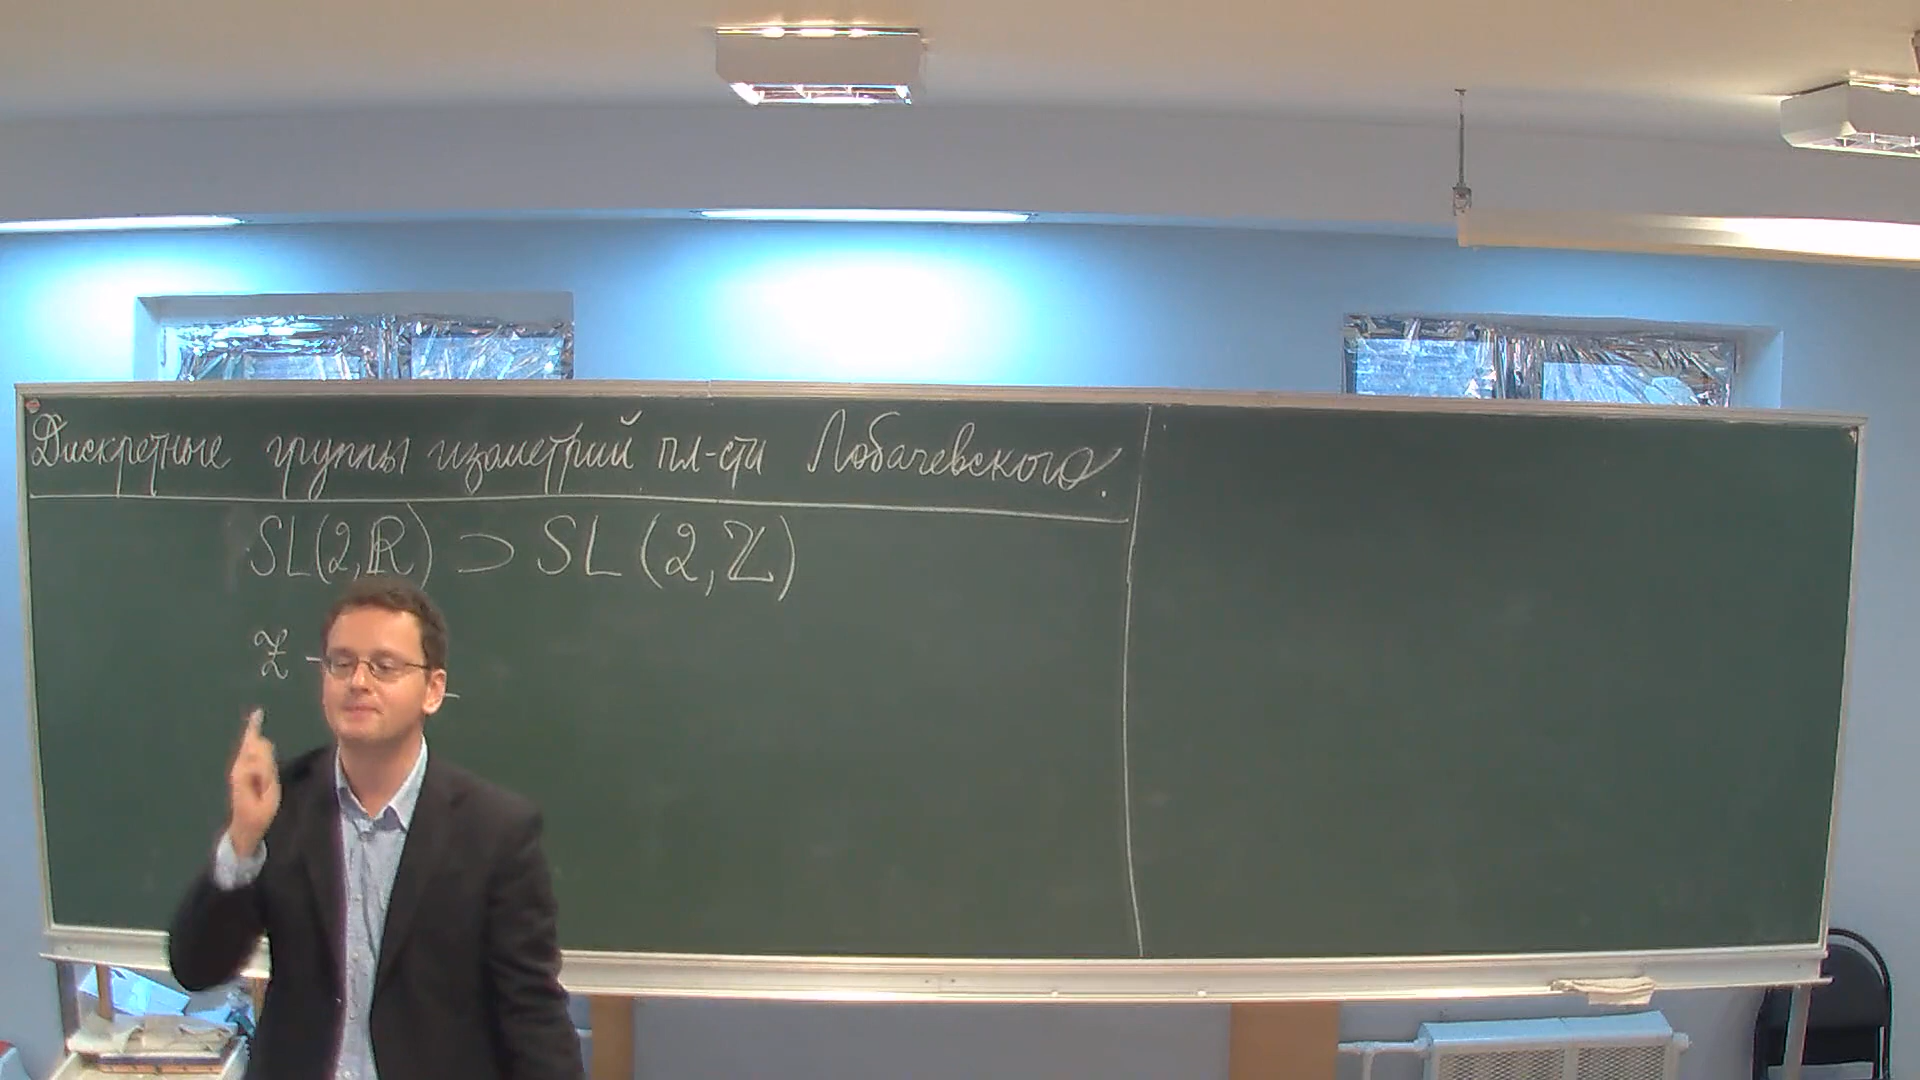 Дискретные группы изометрий пл-сти Лобачевского.
SL(2,ℝ) ⊃ SL(2,ℤ)
z